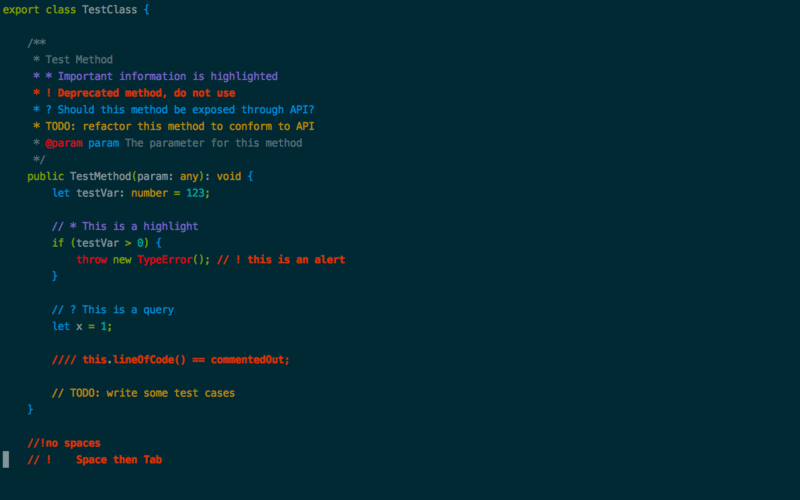 export class TestClass {
/**
* Test Method
* * Important information is highlighted
* ! Deprecated method, do not use
* ? Should this method be exposed through API?
* TODO: refactor this method to conform to API
* @param param The parameter for this method
*/
public TestMethod(param: any): void {
let testVar: number = 123;
// * This is a highlight
if (testVar > 0) {
throw new TypeError(); // ! this is an alert
}
// ? This is a query
let x = 1;
//// this.lineOfCode() == commentedOut;
// TODO: write some test cases
}
//!no spaces
// !    Space then Tab